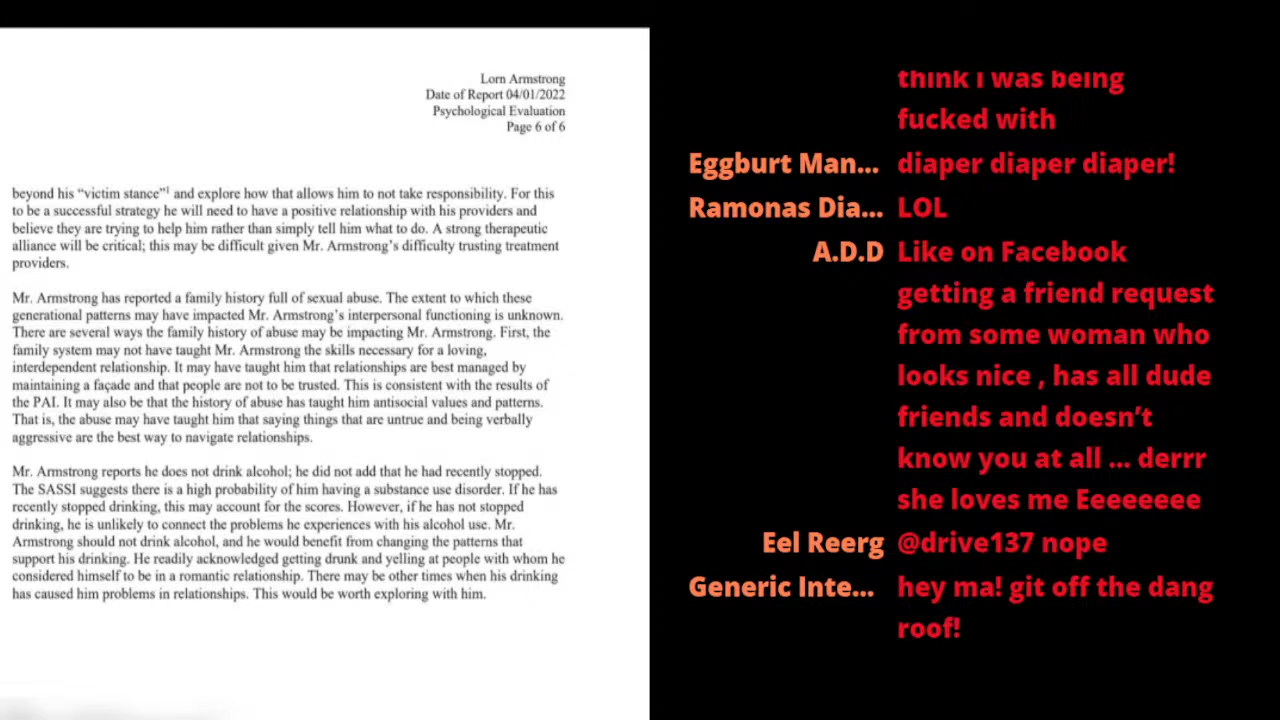 Lorn Armstrong
Date of Report 04/01/2022
Psychological Evaluation
Page 6 of 6
beyond his “victim stance”¹ and explore how that allows him to not take responsibility. For this
to be a successful strategy he will need to have a positive relationship with his providers and
believe they are trying to help him rather than simply tell him what to do. A strong therapeutic
alliance will be critical; this may be difficult given Mr. Armstrong’s difficulty trusting treatment
providers.
Mr. Armstrong has reported a family history full of sexual abuse. The extent to which these
generational patterns may have impacted Mr. Armstrong’s interpersonal functioning is unknown.
There are several ways the family history of abuse may be impacting Mr. Armstrong. First, the
family system may not have taught Mr. Armstrong the skills necessary for a loving,
interdependent relationship. It may have taught him that relationships are best managed by
maintaining a façade and that people are not to be trusted. This is consistent with the results of
the PAI. It may also be that the history of abuse has taught him antisocial values and patterns.
That is, the abuse may have taught him that saying things that are untrue and being verbally
aggressive are the best way to navigate relationships.
Mr. Armstrong reports he does not drink alcohol; he did not add that he had recently stopped.
The SASSI suggests there is a high probability of him having a substance use disorder. If he has
recently stopped drinking, this may account for the scores. However, if he has not stopped
drinking, he is unlikely to connect the problems he experiences with his alcohol use. Mr.
Armstrong should not drink alcohol, and he would benefit from changing the patterns that
support his drinking. He readily acknowledged getting drunk and yelling at people with whom he
considered himself to be in a romantic relationship. There may be other times when his drinking
has caused him problems in relationships. This would be worth exploring with him.
think I was being
fucked with
Eggburt Man... diaper diaper diaper!
Ramonas Dia... LOL
A.D.D Like on Facebook
getting a friend request
from some woman who
looks nice , has all dude
friends and doesn’t
know you at all ... derrr
she loves me Eeeeeeee
Eel Reerg @drive137 nope
Generic Inte... hey ma! git off the dang
roof!